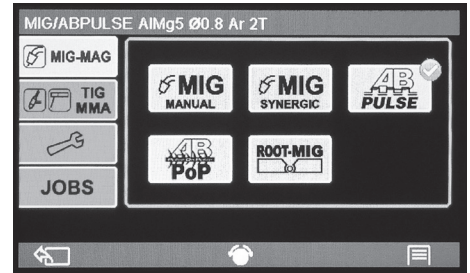 MIG/ABPULSE AlMg5 Ø0.8 Ar 2T
MIG-MAG
TIG
MMA
JOBS
MIG
MANUAL
MIG
SYNERGIC
AB
PULSE
AB
PoP
ROOT-MIG